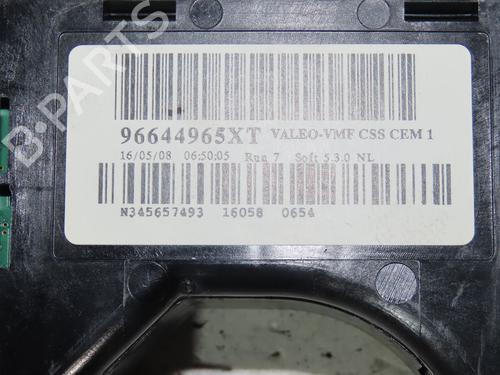 96644965XT VALEO-VMF CSS CEM 1
16/05/08 06:50:05 Run 7 Soft 5.3.0 NL
N345657493 16058 0654
B-PARTS